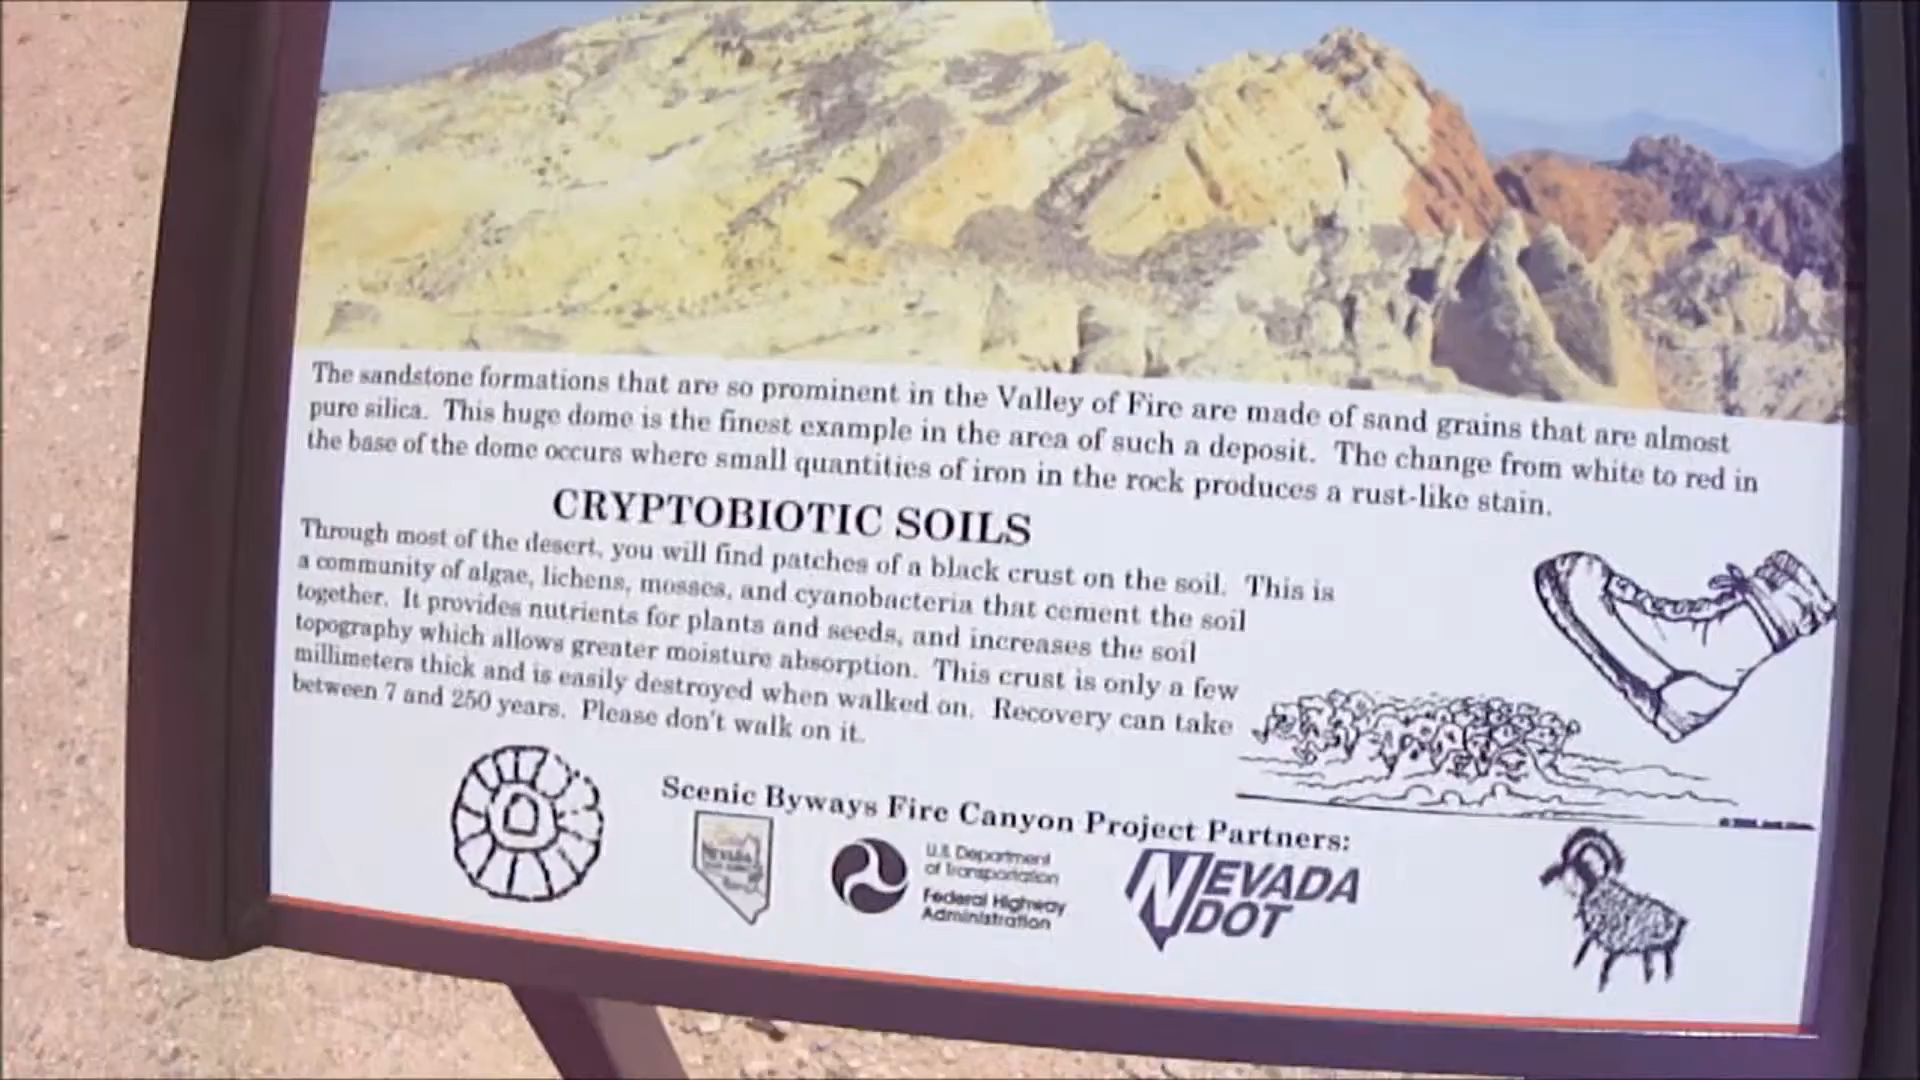 The sandstone formations that are so prominent in the Valley of Fire are made of sand grains that are almost
pure silica. This huge dome is the finest example in the area of such a deposit. The change from white to red in
the base of the dome occurs where small quantities of iron in the rock produces a rust-like stain.
CRYPTOBIOTIC SOILS
Through most of the desert, you will find patches of a black crust on the soil. This is
a community of algae, lichens, mosses, and cyanobacteria that cement the soil
together. It provides nutrients for plants and seeds, and increases the soil
topography which allows greater moisture absorption. This crust is only a few
millimeters thick and is easily destroyed when walked on. Recovery can take
between 7 and 250 years. Please don't walk on it.
Scenic Byways Fire Canyon Project Partners:
Nevada
U.S. Department
of Transportation
Federal Highway
Administration
NEVADA
DOT